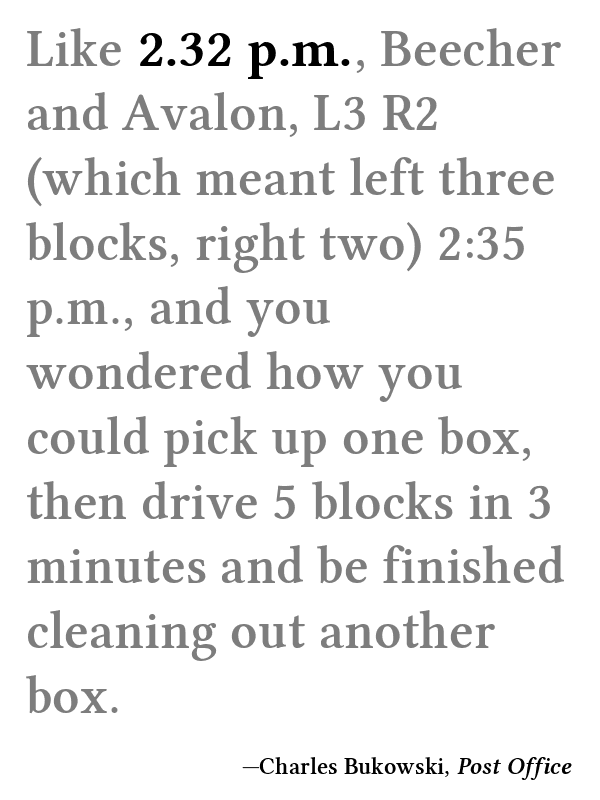 Like 2.32 p.m., Beecher
and Avalon, L3 R2
(which meant left three
blocks, right two) 2:35
p.m., and you
wondered how you
could pick up one box,
then drive 5 blocks in 3
minutes and be finished
cleaning out another
box.
—Charles Bukowski, Post Office